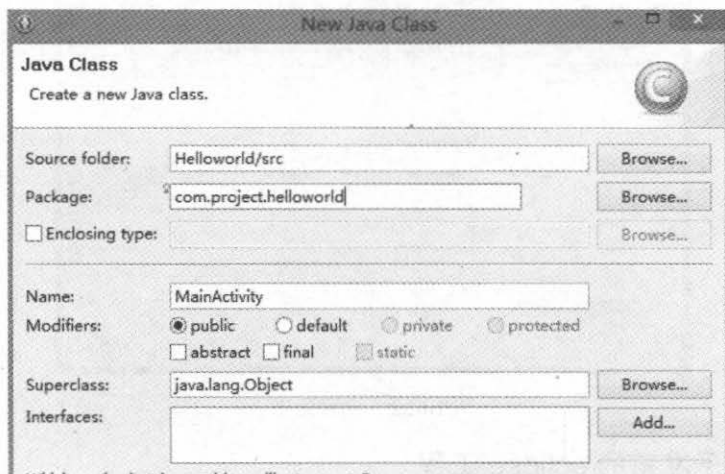 New Java Class
Java Class
Create a new Java class.
Source folder: Helloworld/src Browse...
Package: com.project.helloworld Browse...
Enclosing type: Browse...
Name: MainActivity
Modifiers: public default private protected
abstract final static
Superclass: java.lang.Object Browse...
Interfaces: Add...